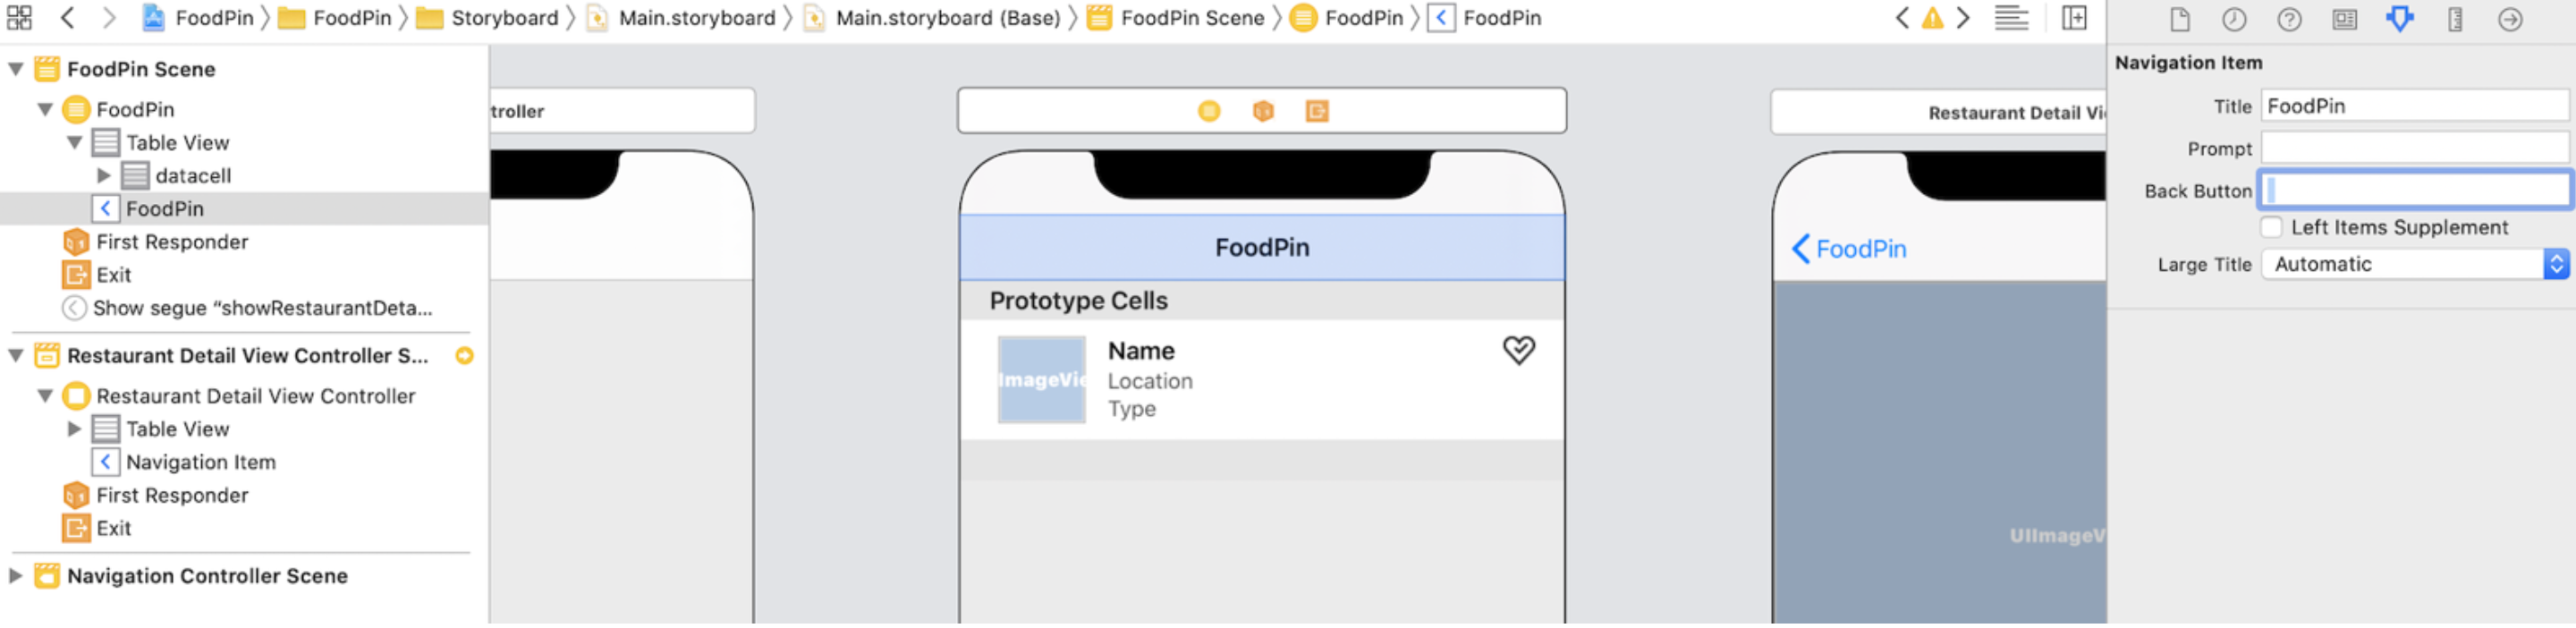 FoodPin FoodPin Storyboard Main.storyboard Main.storyboard (Base) FoodPin Scene FoodPin FoodPin
FoodPin Scene
FoodPin
Table View
datacell
FoodPin
First Responder
Exit
Show segue “showRestaurantDeta...
Restaurant Detail View Controller S...
Restaurant Detail View Controller
Table View
Navigation Item
First Responder
Exit
Navigation Controller Scene
troller
FoodPin
Prototype Cells
ImageVie
Name
Location
Type
Restaurant Detail Vi
FoodPin
UIImageV
Navigation Item
Title FoodPin
Prompt
Back Button
Left Items Supplement
Large Title Automatic